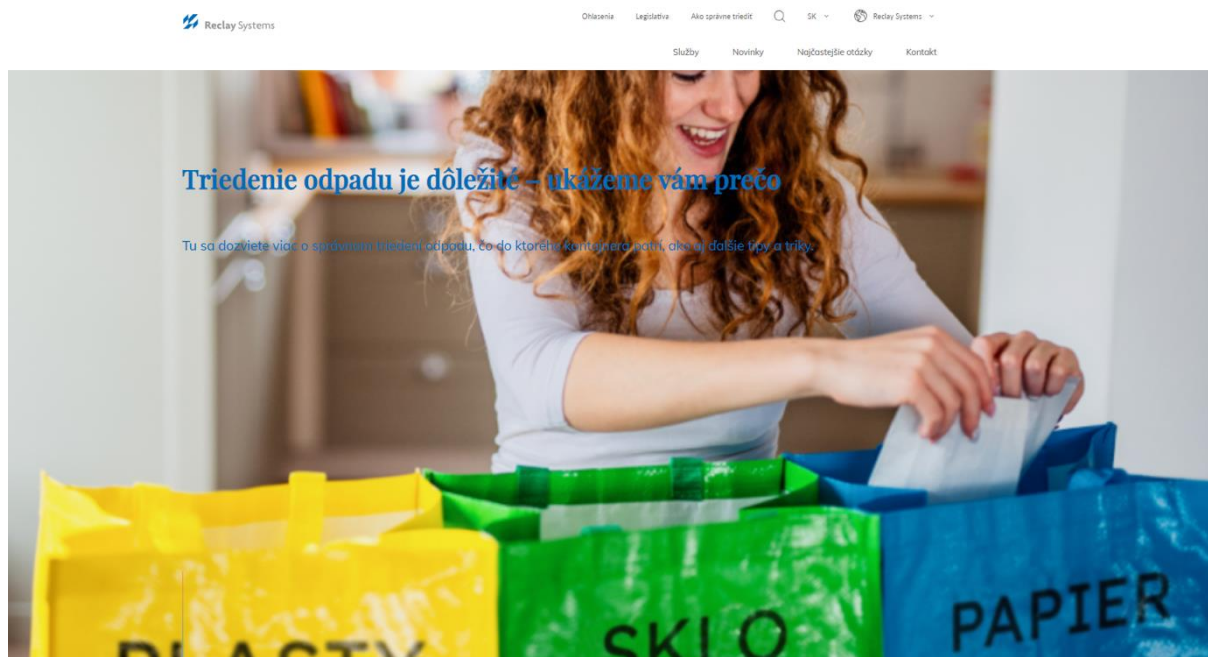 Reclay Systems
Ohlasenia Legislatíva Ako správne triediť SK Reclay Systems
Služby Novinky Najčastejšie otázky Kontakt
Triedenie odpadu je dôležité – ukážeme vám prečo
Tu sa dozviete viac o správnom triedení odpadu, čo do ktorého kontajnera patrí, ako aj ďalšie tipy a triky.
PLASTY SKLO PAPIER